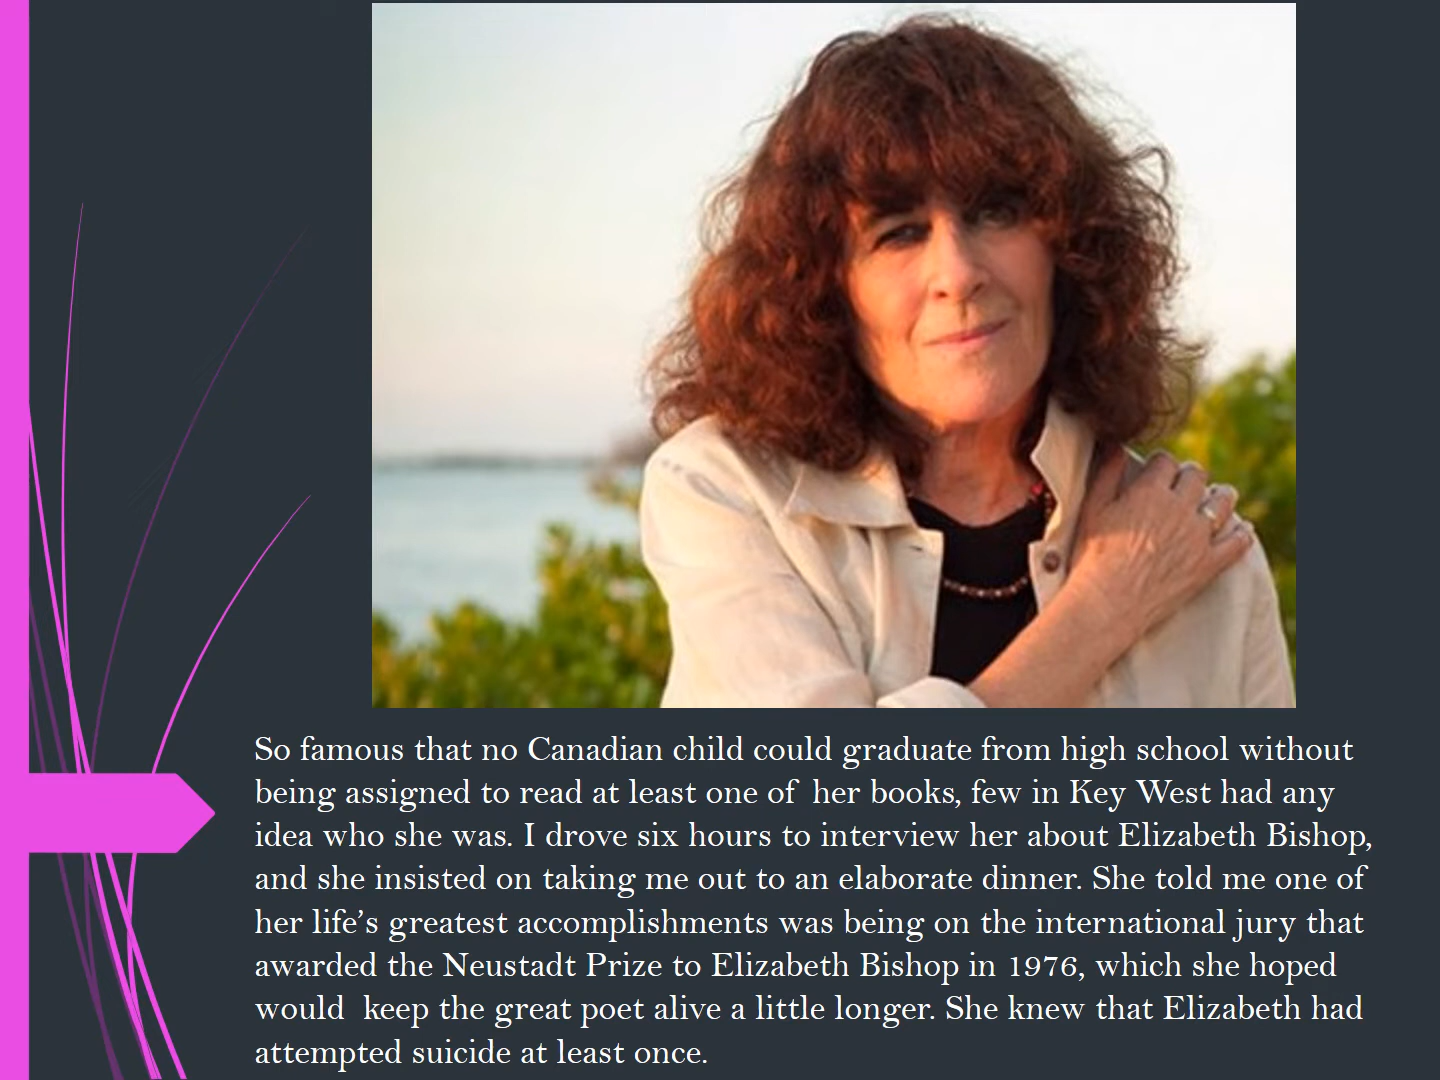 So famous that no Canadian child could graduate from high school without
being assigned to read at least one of  her books, few in Key West had any
idea who she was. I drove six hours to interview her about Elizabeth Bishop,
and she insisted on taking me out to an elaborate dinner. She told me one of
her life’s greatest accomplishments was being on the international jury that
awarded the Neustadt Prize to Elizabeth Bishop in 1976, which she hoped
would  keep the great poet alive a little longer. She knew that Elizabeth had
attempted suicide at least once.